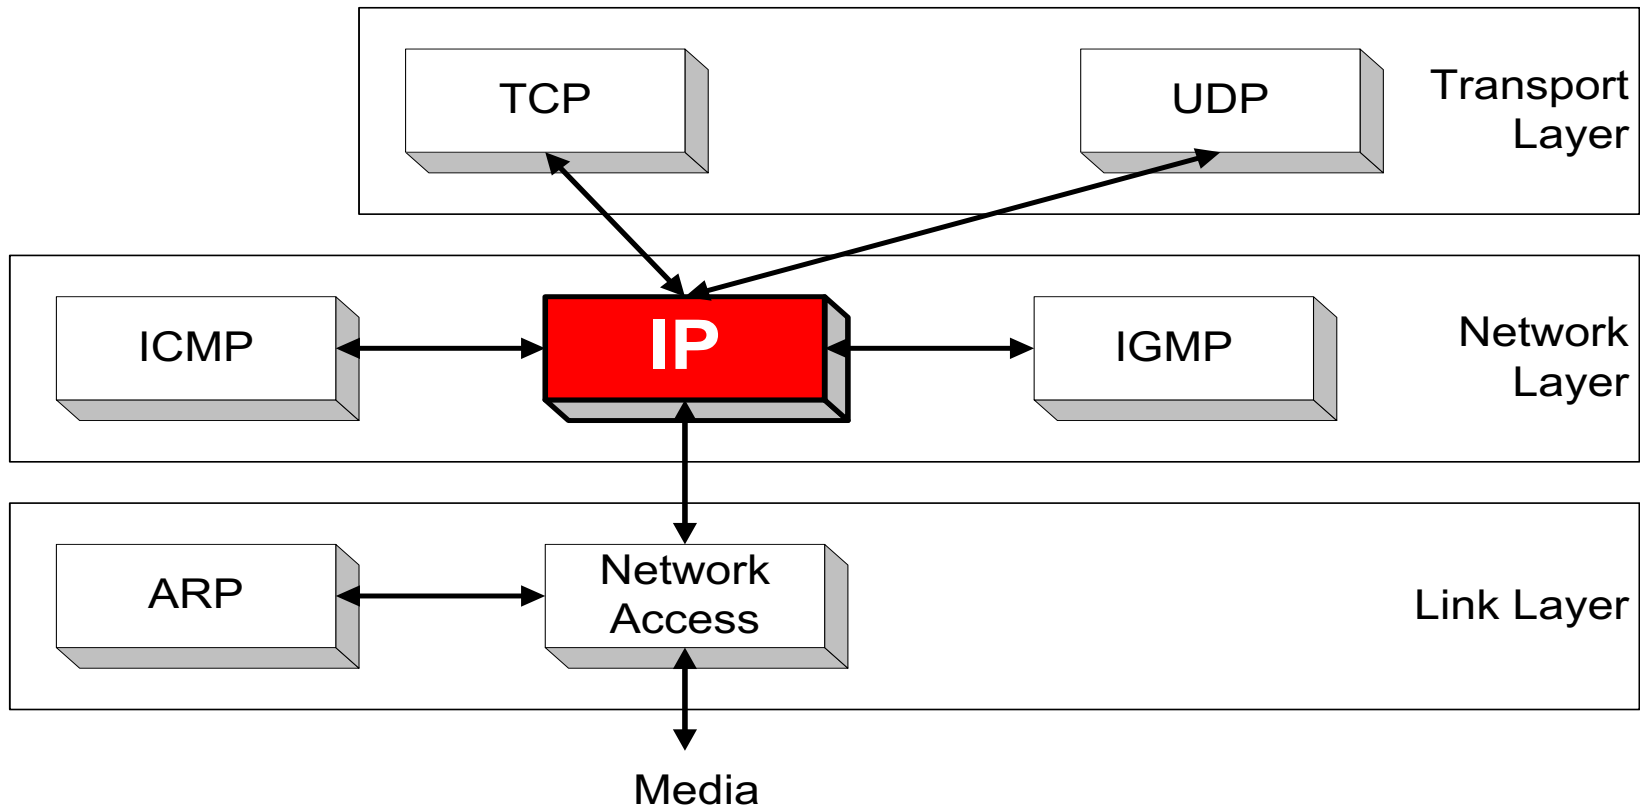 TCP
UDP
Transport
Layer
ICMP
IP
IGMP
Network
Layer
ARP
Network
Access
Link Layer
Media